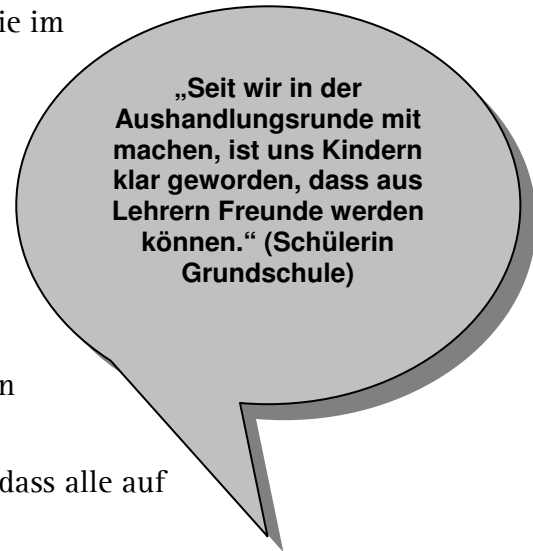 ie im
„Seit wir in der
Aushandlungsrunde mit
machen, ist uns Kindern
klar geworden, dass aus
Lehrern Freunde werden
können.“ (Schülerin
Grundschule)
n
dass alle auf